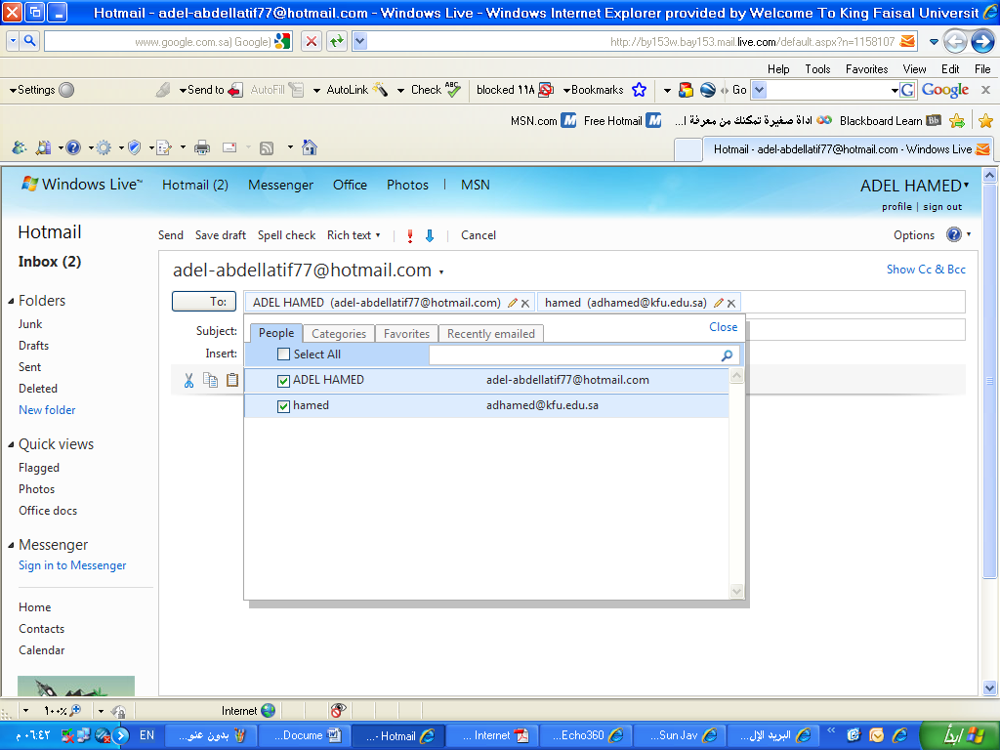 Hotmail - adel-abdellatif77@hotmail.com - Windows Live - Windows Internet Explorer provided by Welcome To King Faisal Universit
www.google.com.sa) Google)
http://by153w.bay153.mail.live.com/default.aspx?n=1158107
Help Tools Favorites View Edit File
Settings Send to AutoFill AutoLink Check blocked ١١٨ Bookmarks Go Google
MSN.com Free Hotmail ...اداة صغيرة تمكنك من معرفة ا Blackboard Learn
Hotmail - adel-abdellatif77@hotmail.com - Windows Live
Windows Live™ Hotmail (2) Messenger Office Photos | MSN
ADEL HAMED
profile | sign out
Hotmail
Send Save draft Spell check Rich text Cancel Options
Inbox (2)
adel-abdellatif77@hotmail.com
Show Cc & Bcc
To: ADEL HAMED (adel-abdellatif77@hotmail.com) hamed (adhamed@kfu.edu.sa)
Subject:
Insert:
Close
People Categories Favorites Recently emailed
Select All
ADEL HAMED adel-abdellatif77@hotmail.com
hamed adhamed@kfu.edu.sa
Folders
Junk
Drafts
Sent
Deleted
New folder
Quick views
Flagged
Photos
Office docs
Messenger
Sign in to Messenger
Home
Contacts
Calendar
١٠٠% Internet
٠٦:٤٢ م EN بدون عنو... ...Docume ...- Hotmail ...Internet ...Echo360 ...Sun Jav ...البريد الإل ابدأ